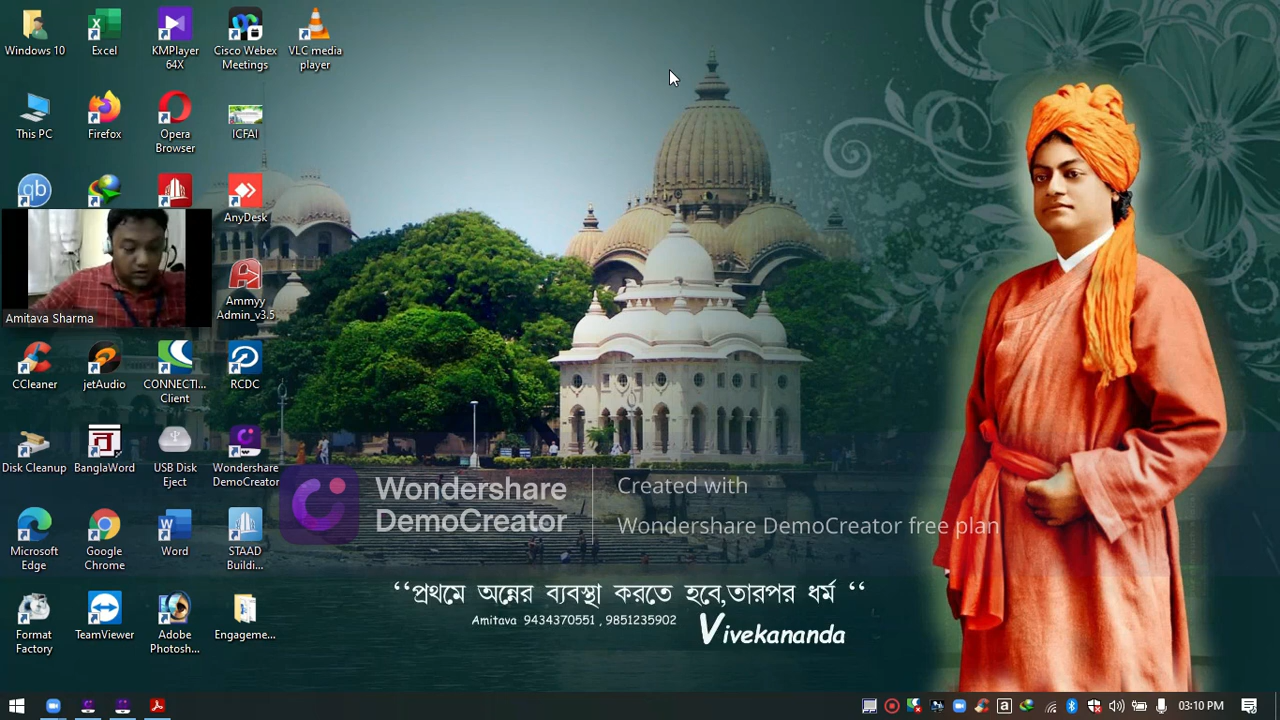 Windows 10
Excel
KMPlayer 64X
Cisco Webex Meetings
VLC media player
This PC
Firefox
Opera Browser
ICFAI
AnyDesk
Amitava Sharma
Ammyy Admin_v3.5
CCleaner
jetAudio
CONNECTI... Client
RCDC
Disk Cleanup
BanglaWord
USB Disk Eject
Wondershare DemoCreator
Wondershare DemoCreator
Created with
Wondershare DemoCreator free plan
Microsoft Edge
Google Chrome
Word
STAAD Buildi...
Format Factory
TeamViewer
Adobe Photosh...
Engageme...
“প্রথমে অন্নের ব্যবস্থা করতে হবে,তারপর ধর্ম “
Amitava 9434370551 , 9851235902
Vivekananda
03:10 PM